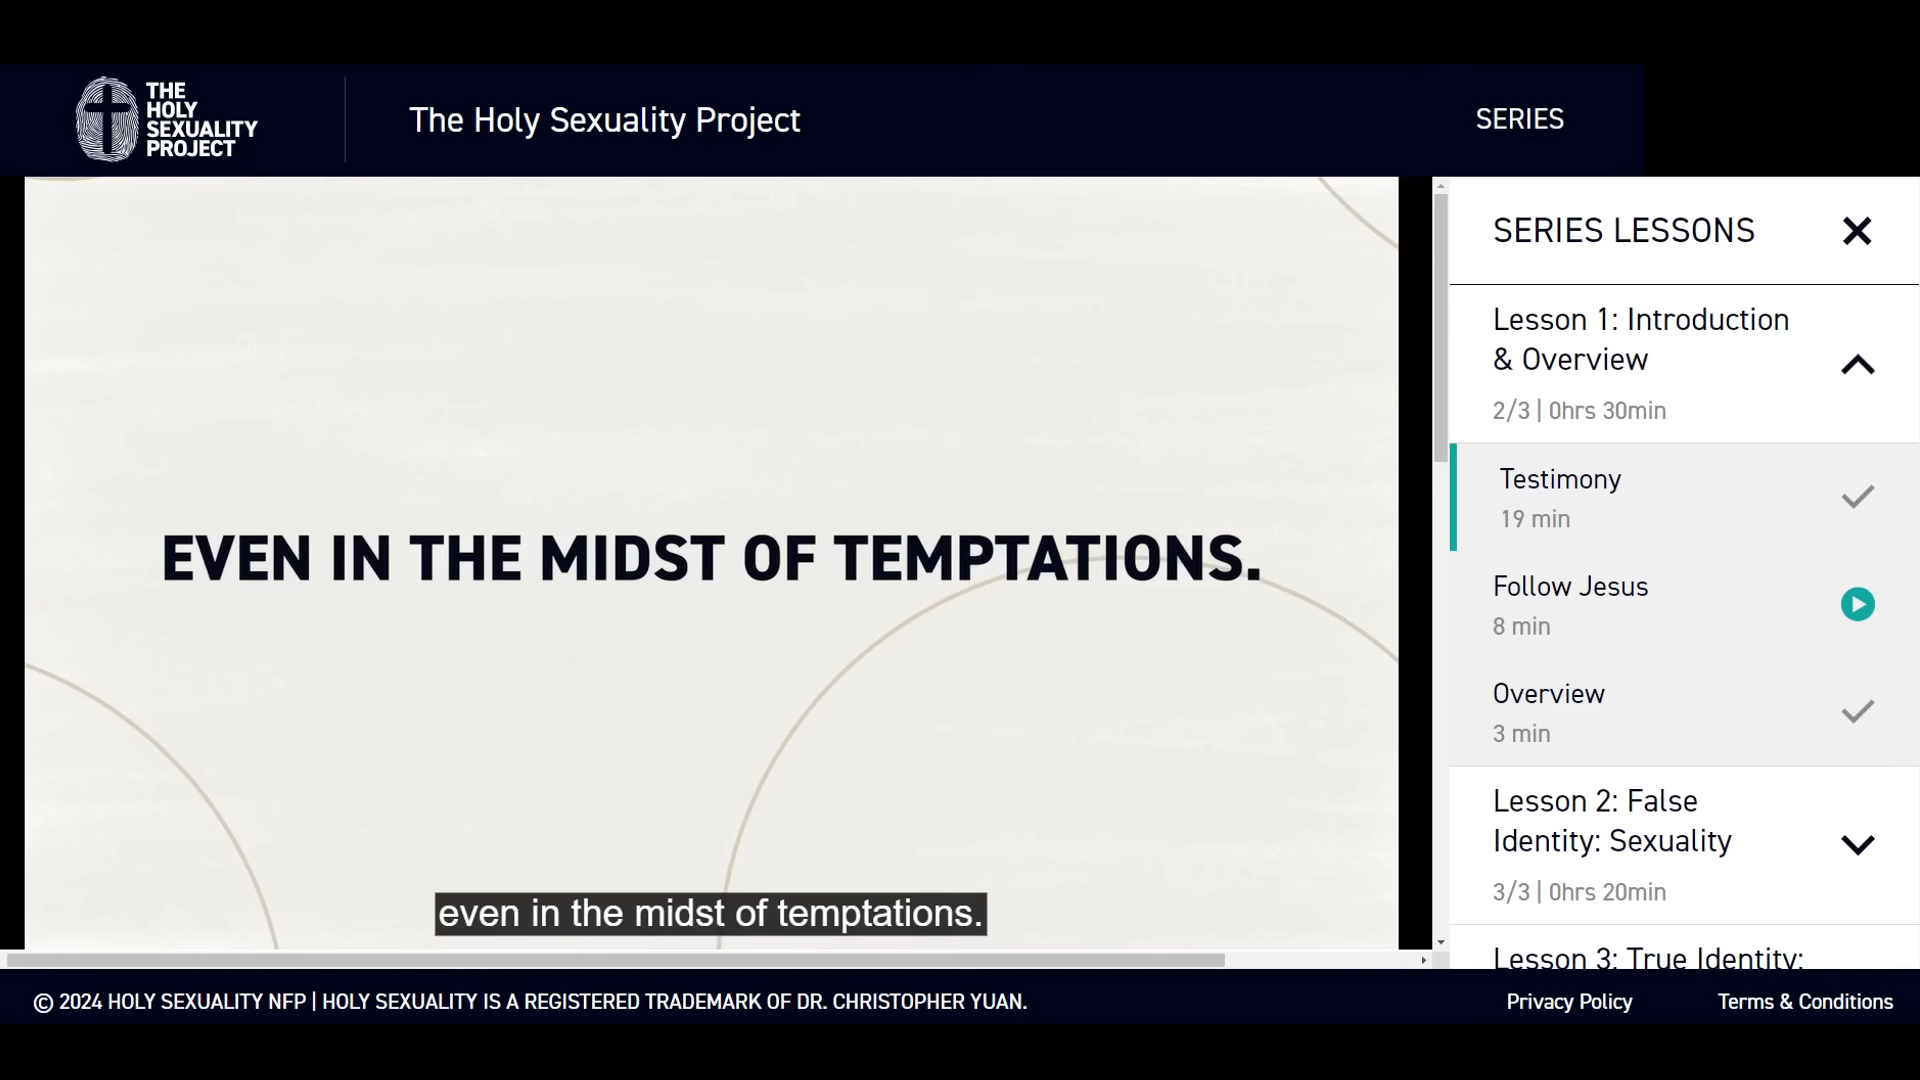 THE
HOLY
SEXUALITY
PROJECT
The Holy Sexuality Project
SERIES
EVEN IN THE MIDST OF TEMPTATIONS.
even in the midst of temptations.
SERIES LESSONS
Lesson 1: Introduction
& Overview
2/3 | 0hrs 30min
Testimony
19 min
Follow Jesus
8 min
Overview
3 min
Lesson 2: False
Identity: Sexuality
3/3 | 0hrs 20min
Lesson 3: True Identity:
© 2024 HOLY SEXUALITY NFP | HOLY SEXUALITY IS A REGISTERED TRADEMARK OF DR. CHRISTOPHER YUAN.
Privacy Policy
Terms & Conditions